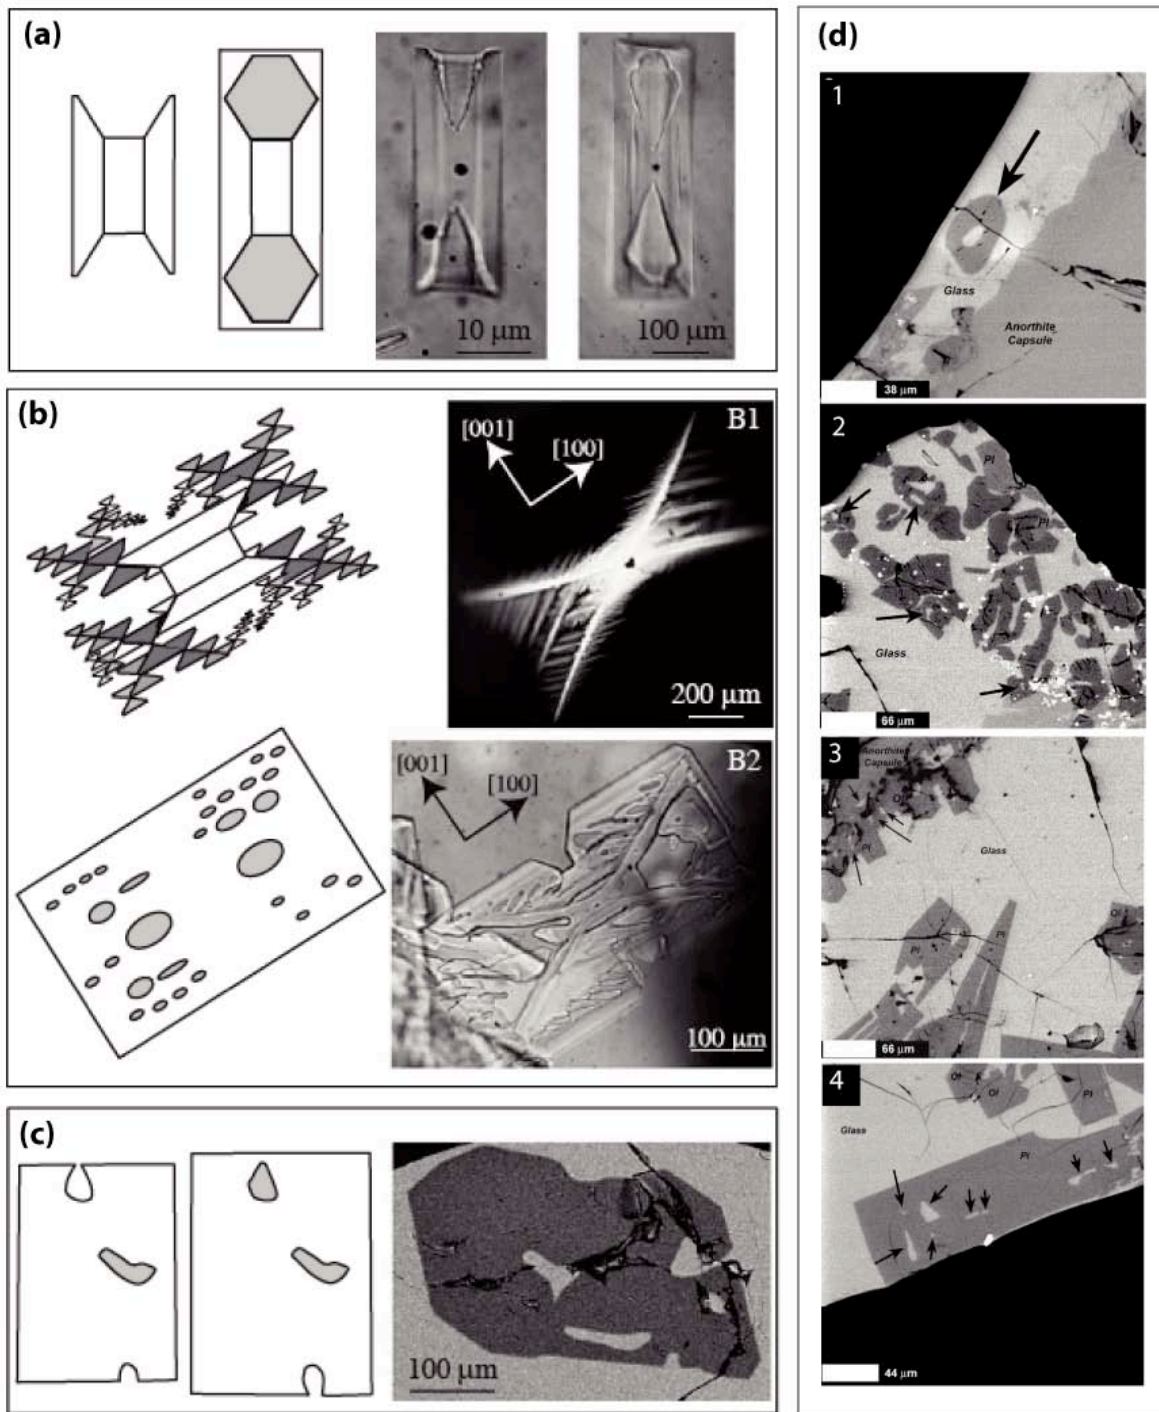 (a)
10 μm
100 μm
(b)
B1
[001]
[100]
200 μm
B2
[001]
[100]
100 μm
(c)
100 μm
(d)
1
Glass
Anorthite
Capsule
38 μm
2
Pl
Pl
Glass
66 μm
3
Anorthite
Capsule
Ol
Pl
Glass
Ol
Pl
Pl
66 μm
4
Ol
Ol
Pl
Glass
Pl
44 μm